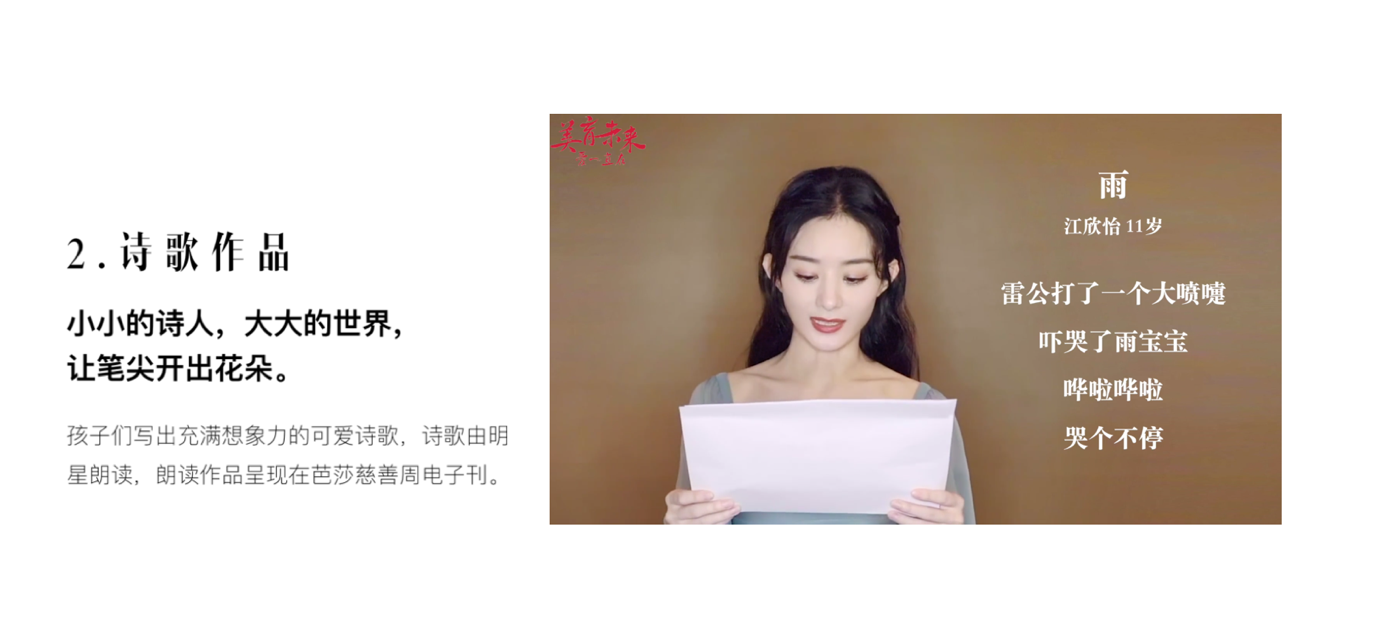 2.诗歌作品
小小的诗人，大大的世界，
让笔尖开出花朵。
孩子们写出充满想象力的可爱诗歌，诗歌由明
星朗读，朗读作品呈现在芭莎慈善周电子刊。
美育未来
雨
江欣怡 11岁
雷公打了一个大喷嚏
吓哭了雨宝宝
哗啦哗啦
哭个不停